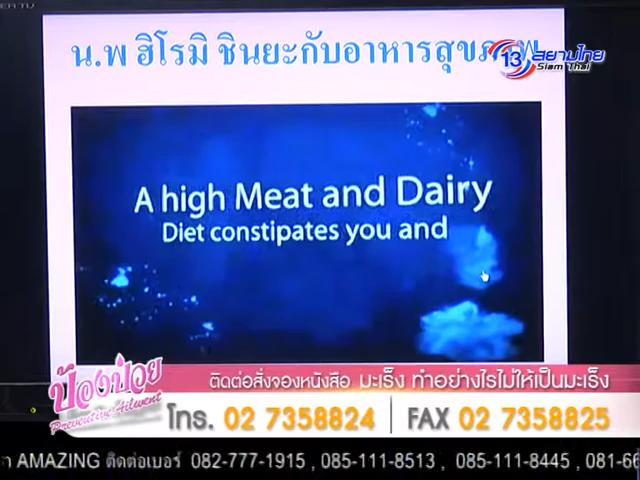 น.พ ฮิโรมิ ชินยะกับอาหารสุขภาพ
13 สยามไทย
Siam Thai
A high Meat and Dairy
Diet constipates you and
ป้องป่วย
Preventive Ailment
ติดต่อสั่งจองหนังสือ มะเร็ง ทำอย่างไรไม่ให้เป็นมะเร็ง
โทร. 02 7358824 | FAX 02 7358825
AMAZING ติดต่อเบอร์ 082-777-1915 , 085-111-8513 , 085-111-8445 , 081-66